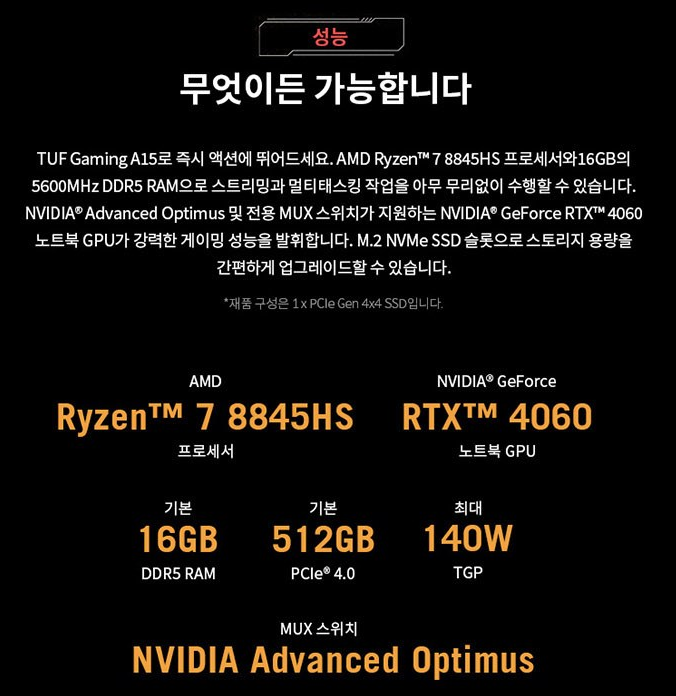 성능
무엇이든 가능합니다
TUF Gaming A15로 즉시 액션에 뛰어드세요. AMD Ryzen™ 7 8845HS 프로세서와16GB의
5600MHz DDR5 RAM으로 스트리밍과 멀티태스킹 작업을 아무 무리없이 수행할 수 있습니다.
NVIDIA® Advanced Optimus 및 전용 MUX 스위치가 지원하는 NVIDIA® GeForce RTX™ 4060
노트북 GPU가 강력한 게이밍 성능을 발휘합니다. M.2 NVMe SSD 슬롯으로 스토리지 용량을
간편하게 업그레이드할 수 있습니다.
*재품 구성은 1 x PCIe Gen 4x4 SSD입니다.
AMD
Ryzen™ 7 8845HS
프로세서
NVIDIA® GeForce
RTX™ 4060
노트북 GPU
기본
16GB
DDR5 RAM
기본
512GB
PCIe® 4.0
최대
140W
TGP
MUX 스위치
NVIDIA Advanced Optimus